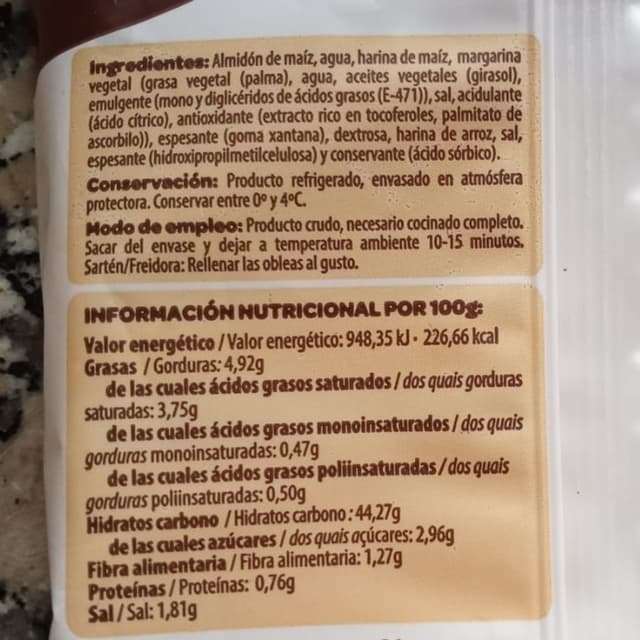 Ingredientes: Almidón de maíz, agua, harina de maíz, margarina
vegetal (grasa vegetal (palma), agua, aceites vegetales (girasol),
emulgente (mono y diglicéridos de ácidos grasos (E-471)), sal, acidulante
(ácido cítrico), antioxidante (extracto rico en tocoferoles, palmitato de
ascorbilo)), espesante (goma xantana), dextrosa, harina de arroz, sal,
espesante (hidroxipropilmetilcelulosa) y conservante (ácido sórbico).
Conservación: Producto refrigerado, envasado en atmósfera
protectora. Conservar entre 0º y 4ºC.
Modo de empleo: Producto crudo, necesario cocinado completo.
Sacar del envase y dejar a temperatura ambiente 10-15 minutos.
Sartén/Freidora: Rellenar las obleas al gusto.
INFORMACIÓN NUTRICIONAL POR 100g:
Valor energético / Valor energético: 948,35 kJ - 226,66 kcal
Grasas / Gorduras: 4,92g
de las cuales ácidos grasos saturados / dos quais gorduras
saturadas: 3,75g
de las cuales ácidos grasos monoinsaturados / dos quais
gorduras monoinsaturadas: 0,47g
de las cuales ácidos grasos poliinsaturadas / dos quais
gorduras poliinsaturadas: 0,50g
Hidratos carbono / Hidratos carbono: 44,27g
de las cuales azúcares / dos quais açúcares: 2,96g
Fibra alimentaria / Fibra alimentaria: 1,27g
Proteínas / Proteínas: 0,76g
Sal / Sal: 1,81g